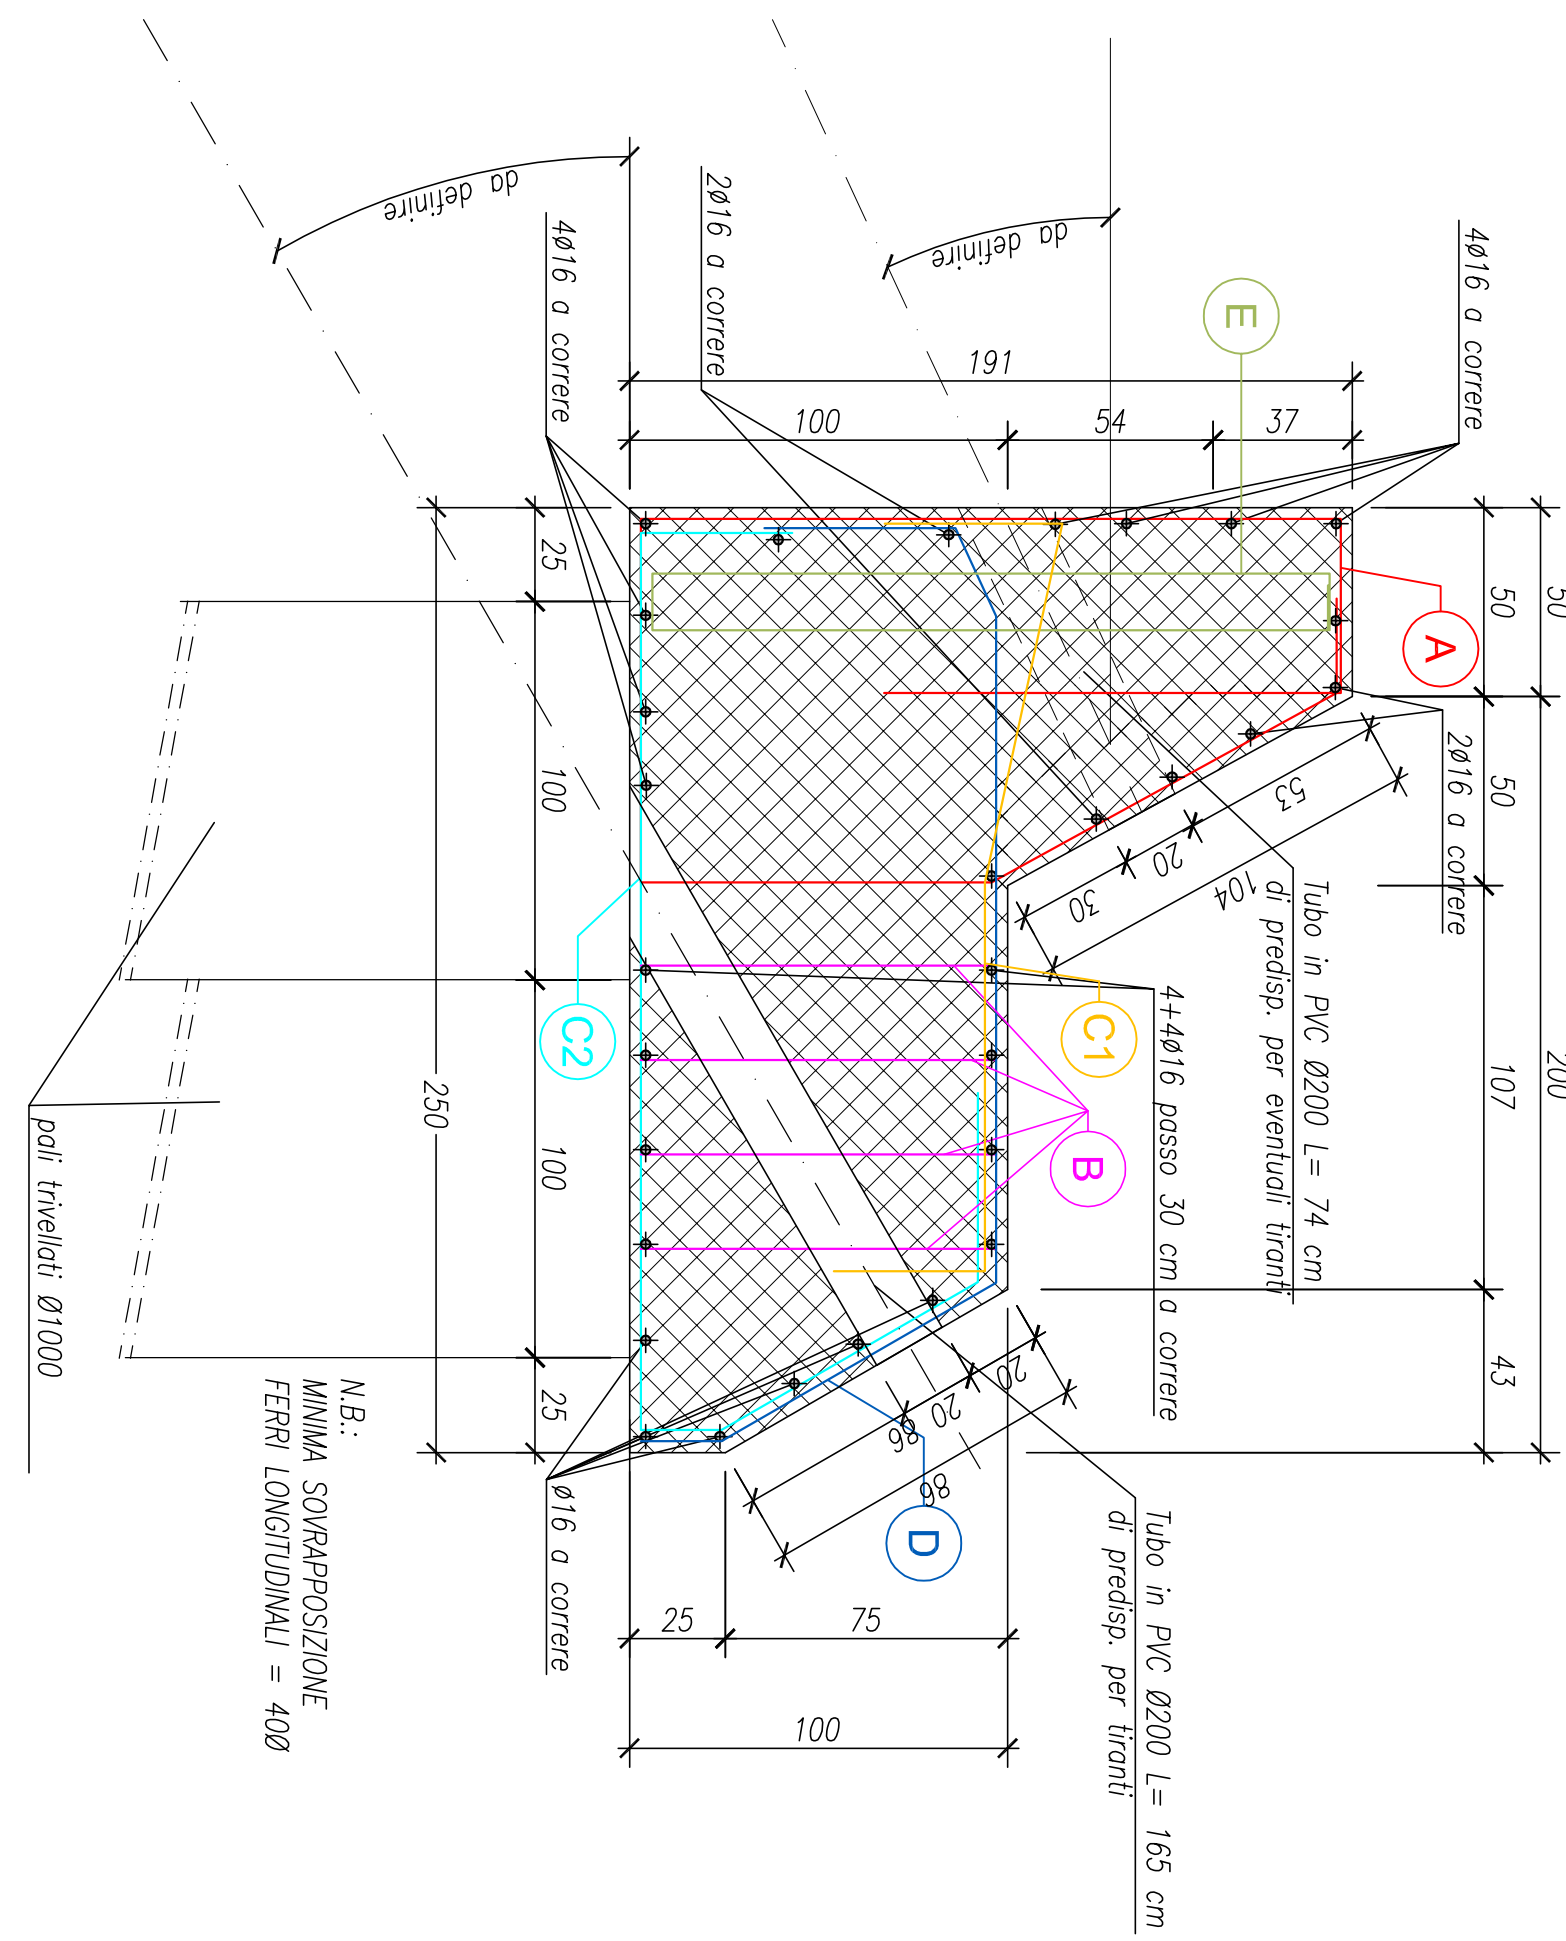 4ø16 a correre
2ø16 a correre
4ø16 a correre
2ø16 a correre
da definire
da definire
E
A
C1
C2
B
D
191
100
54
37
50
200
50
50
107
43
25
100
100
25
250
53
20
30
104
20
20
86
86
25
75
100
Tubo in PVC Ø200 L= 74 cm
di predisp. per eventuali tiranti
4+4ø16 passo 30 cm a correre
Tubo in PVC Ø200 L= 165 cm
di predisp. per tiranti
ø16 a correre
pali trivellati Ø1000
N.B.:
MINIMA SOVRAPPOSIZIONE
FERRI LONGITUDINALI = 40Ø